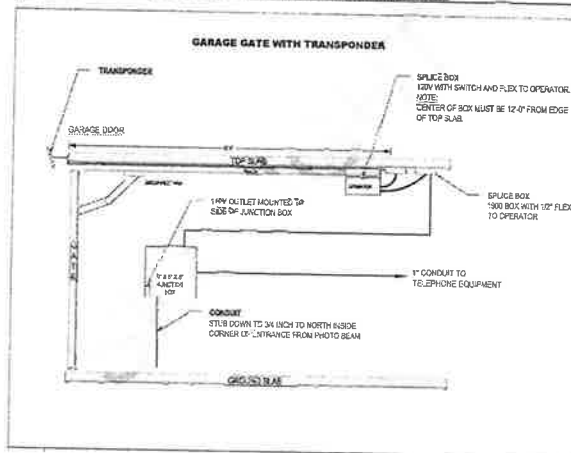 GARAGE GATE WITH TRANSPONDER
TRANSPONDER
SPLICE BOX
120V WITH SWITCH AND FLEX TO OPERATOR.
NOTE:
CENTER OF BOX MUST BE 12'-0" FROM EDGE
OF TOP SLAB.
GARAGE DOOR
TOP SLAB
OPERATOR
SPLICE BOX
1900 BOX WITH 1/2" FLEX
TO OPERATOR
OUTLET MOUNTED TO
SIDE OF JUNCTION BOX
JUNCTION
BOX
1" CONDUIT TO
TELEPHONE EQUIPMENT
CONDUIT
STUB DOWN TO 3/4 INCH TO NORTH INSIDE
CORNER ENTRANCE FROM PHOTO BEAM
GROUND SLAB